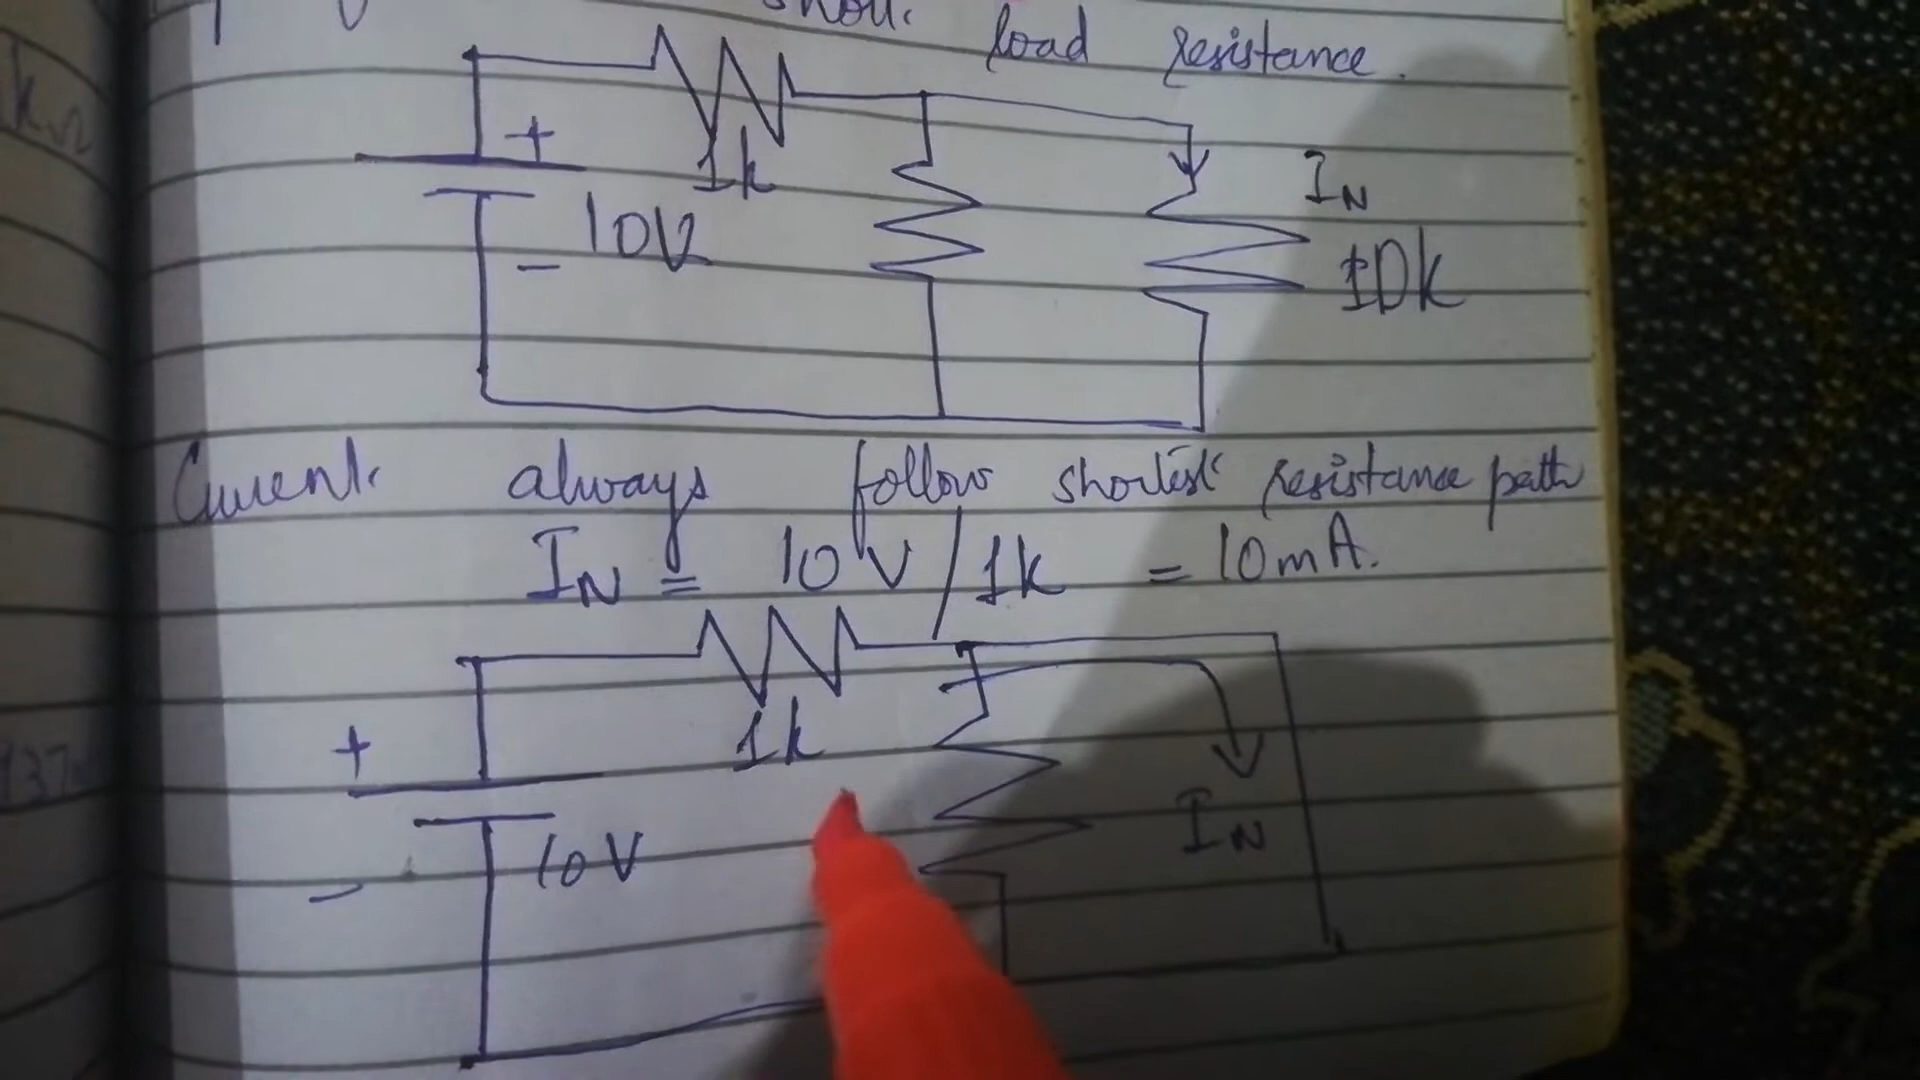 short load resistance.
1k
+
10V
-
IN
10k
Current always follow shortest resistance path
IN = 10V/1k = 10mA.
1k
+
10V
-
IN